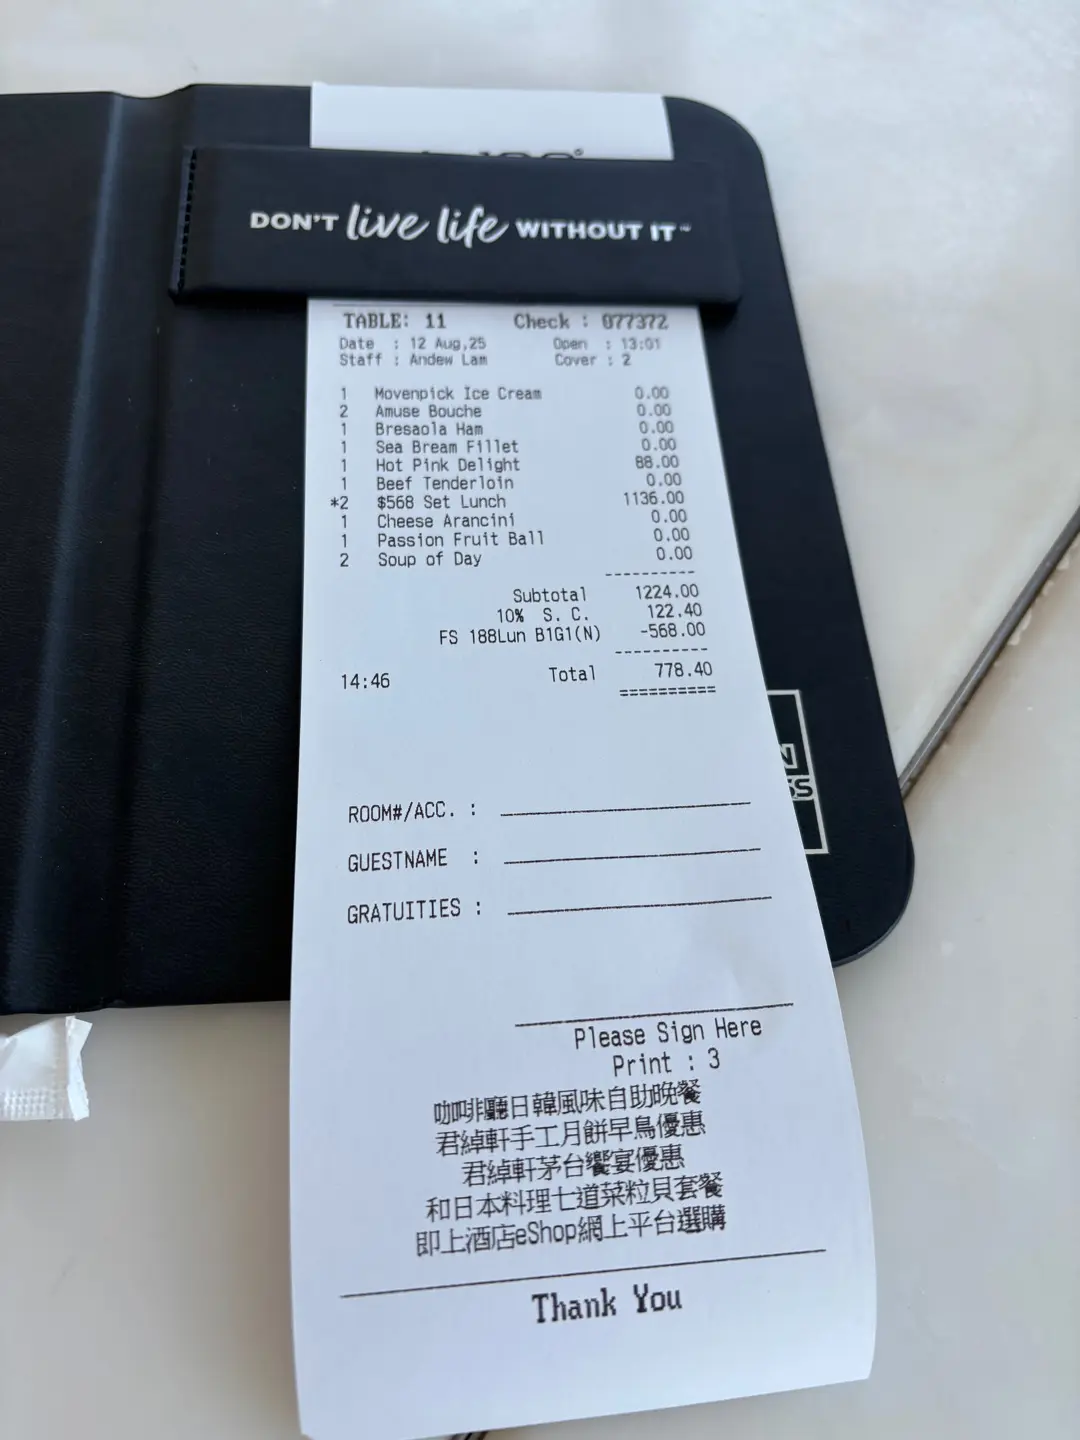 DON'T live life WITHOUT IT™
TABLE: 11 Check : 077372
Date : 12 Aug,25 Open : 13:01
Staff : Andew Lam Cover : 2
1 Movenpick Ice Cream 0.00
2 Amuse Bouche 0.00
1 Bresaola Ham 0.00
1 Sea Bream Fillet 0.00
1 Hot Pink Delight 88.00
1 Beef Tenderloin 0.00
*2 $568 Set Lunch 1136.00
1 Cheese Arancini 0.00
1 Passion Fruit Ball 0.00
2 Soup of Day 0.00
Subtotal 1224.00
10% S. C. 122.40
FS 188Lun B1G1(N) -568.00
14:46 Total 778.40
ROOM#/ACC. :
GUESTNAME :
GRATUITIES :
Please Sign Here
Print : 3
咖啡廳日韓風味自助晚餐
君綽軒手工月餅早鳥優惠
君綽軒茅台饗宴優惠
和日本料理七道菜粒貝套餐
即上酒店eShop網上平台選購
Thank You